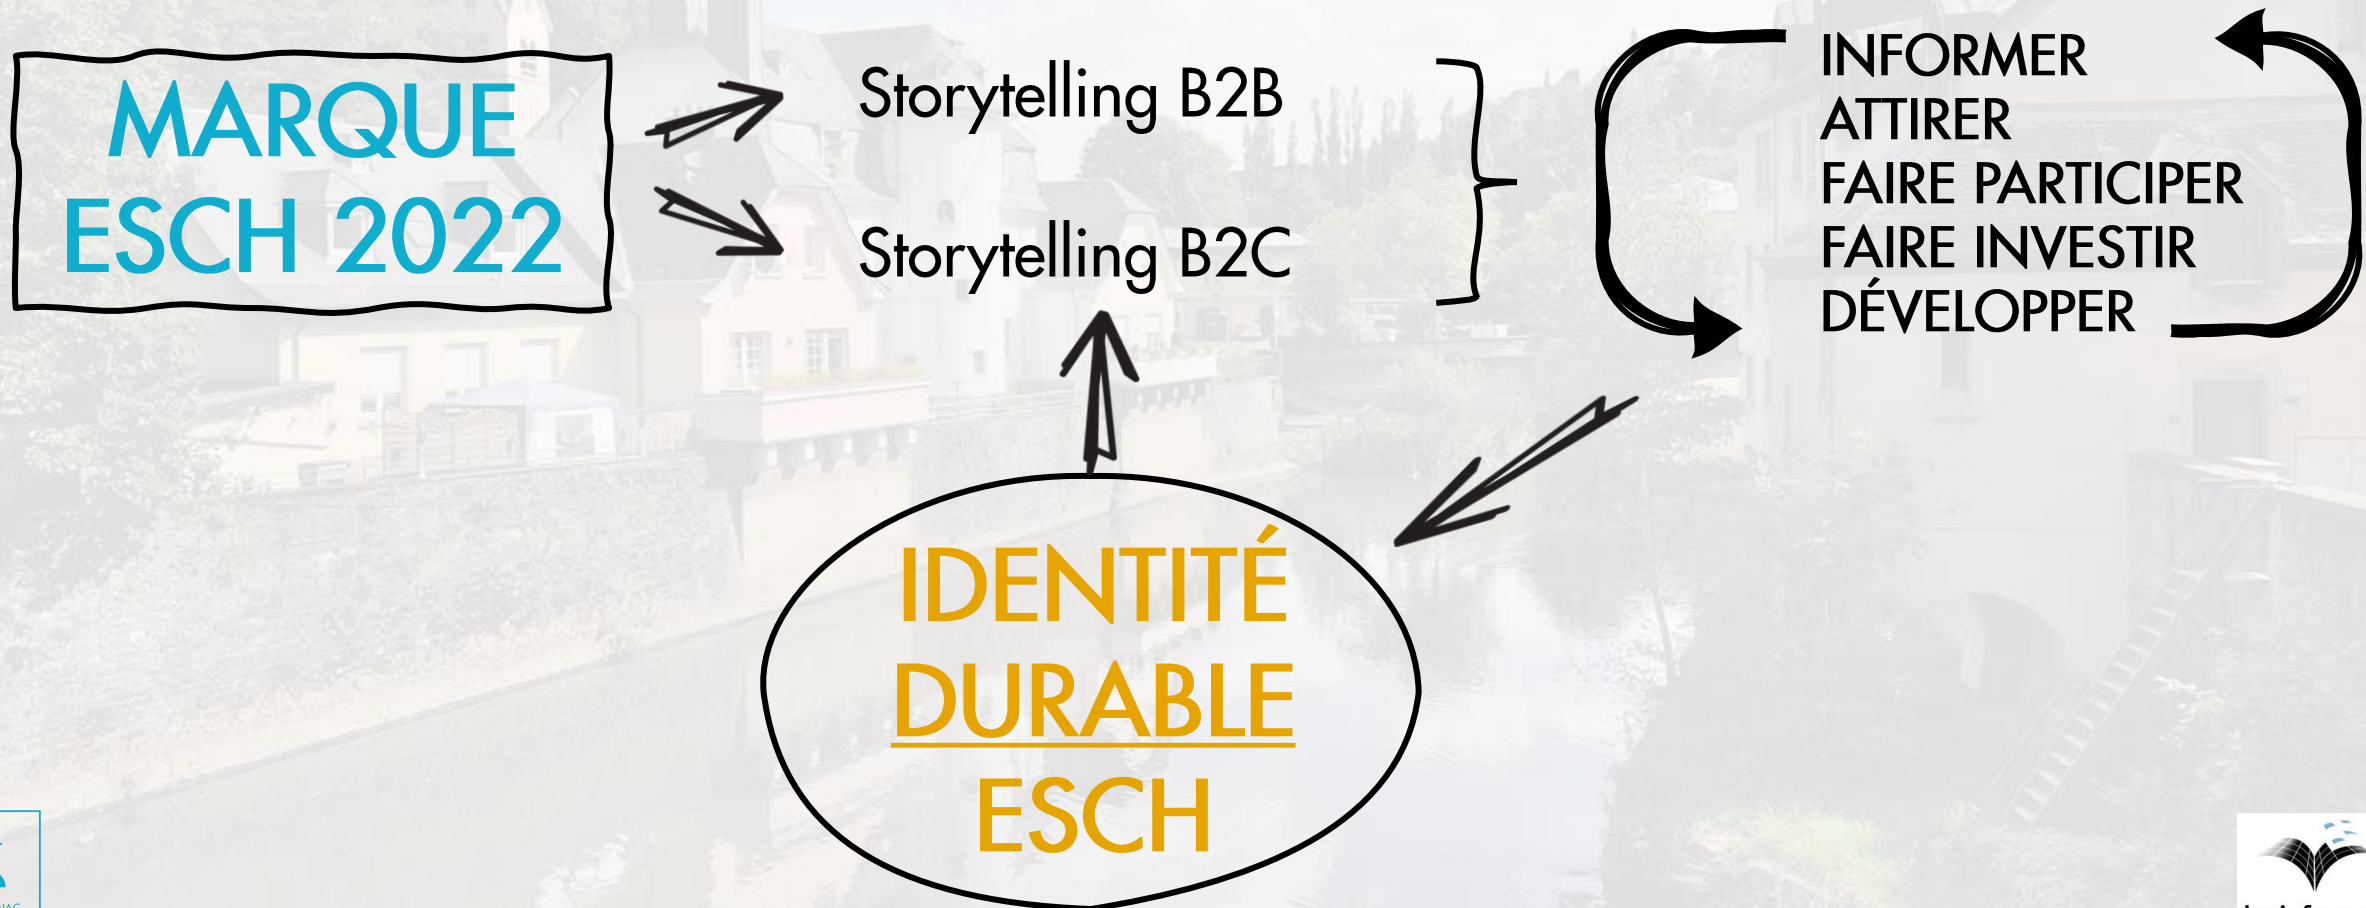 MARQUE
ESCH 2022
Storytelling B2B
Storytelling B2C
INFORMER
ATTIRER
FAIRE PARTICIPER
FAIRE INVESTIR
DÉVELOPPER
IDENTITÉ
DURABLE
ESCH